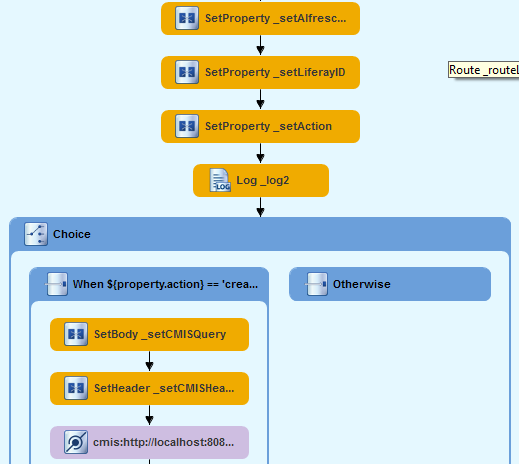 SetProperty _setAlfresc...
SetProperty _setLiferayID
Route _routeL
SetProperty _setAction
LOG
Log _log2
Choice
When ${property.action} == 'crea...
Otherwise
SetBody _setCMISQuery
SetHeader _setCMISHea...
cmis:http://localhost:808...